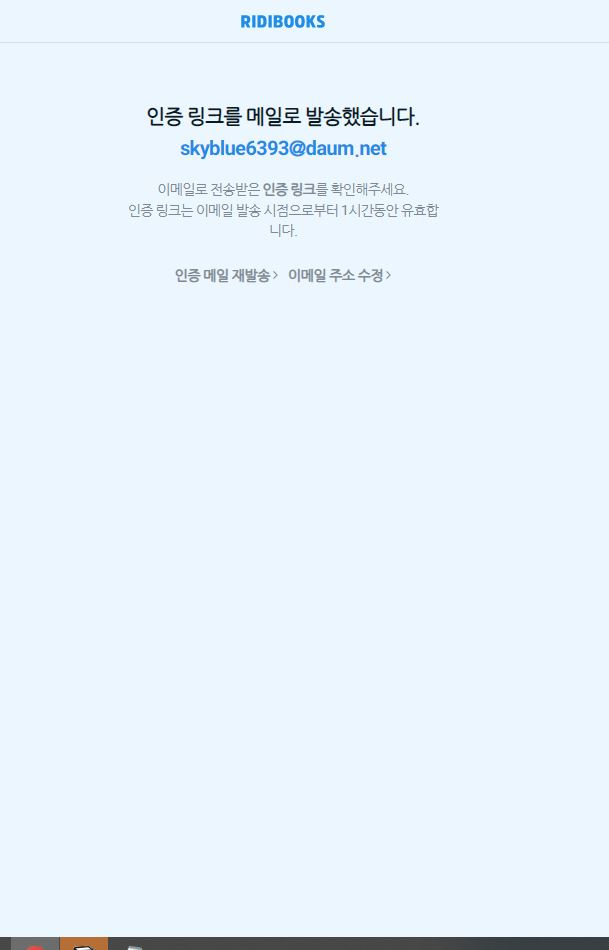 RIDIBOOKS
인증 링크를 메일로 발송했습니다.
skyblue6393@daum.net
이메일로 전송받은 인증 링크를 확인해주세요.
인증 링크는 이메일 발송 시점으로부터 1시간동안 유효합
니다.
인증 메일 재발송 > 이메일 주소 수정 >